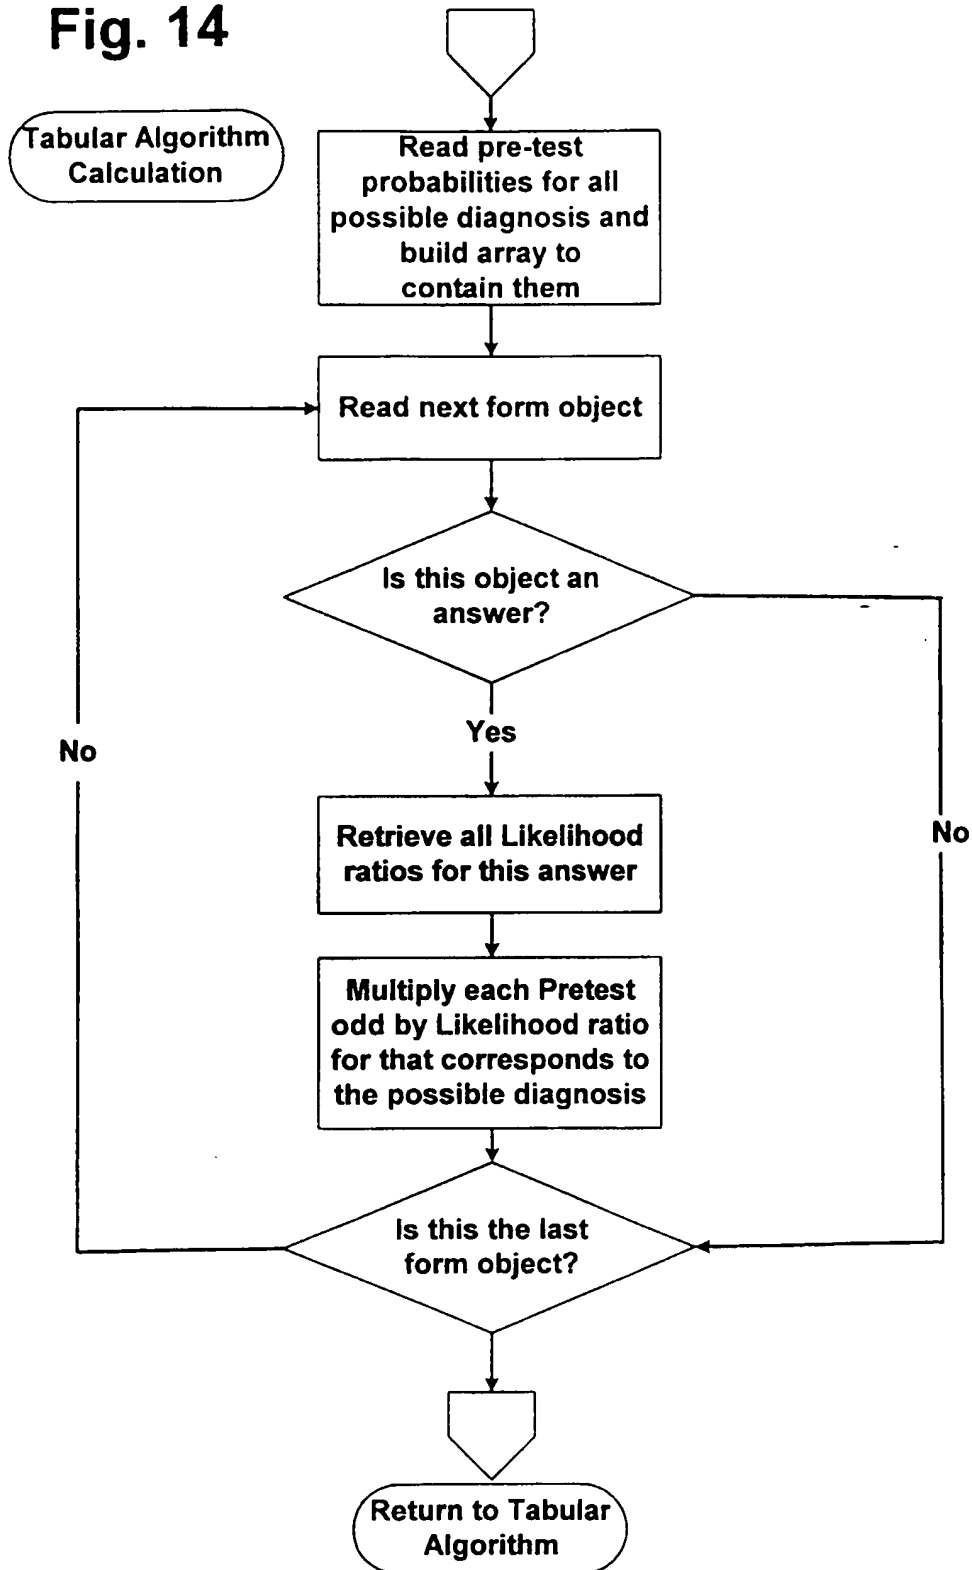 Fig. 14
Tabular Algorithm
Calculation
Read pre-test
probabilities for all
possible diagnosis and
build array to
contain them
Read next form object
Is this object an
answer?
Yes
No
No
Retrieve all Likelihood
ratios for this answer
Multiply each Pretest
odd by Likelihood ratio
for that corresponds to
the possible diagnosis
Is this the last
form object?
Return to Tabular
Algorithm